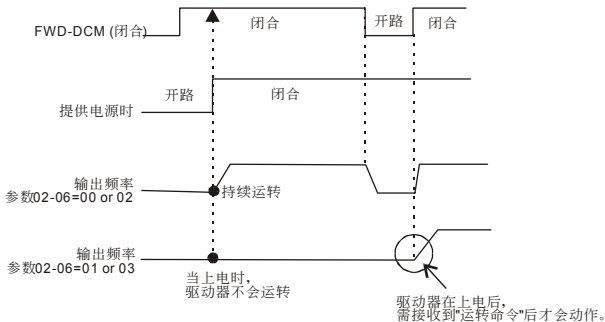 FWD-DCM (闭合)
闭合
开路
闭合
提供电源时
开路
闭合
输出频率
参数02-06=00 or 02
持续运转
输出频率
参数02-06=01 or 03
当上电时，
驱动器不会运转
驱动器在上电后，
需接收到"运转命令"后才会动作。